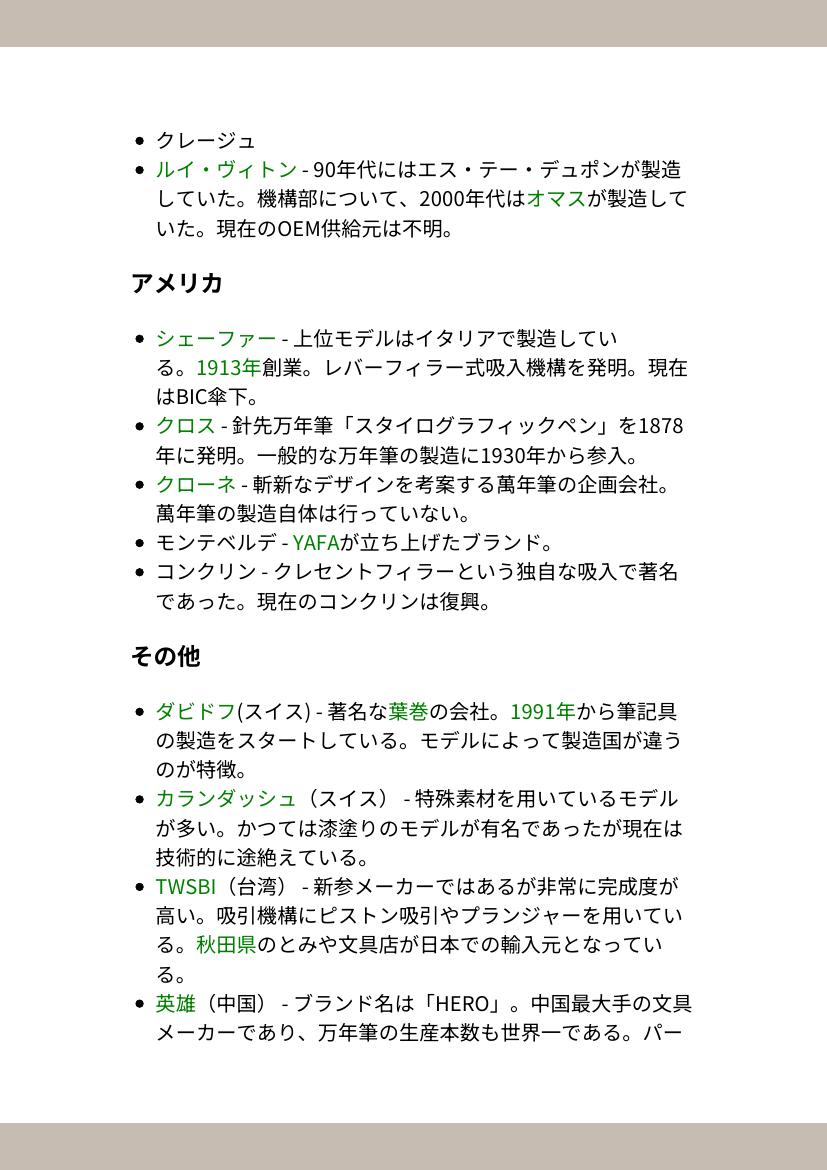 • クレージュ
• ルイ・ヴィトン - 90年代にはエス・テー・デュポンが製造
していた。機構部について、2000年代はオマスが製造して
いた。現在のOEM供給元は不明。
アメリカ
• シェーファー - 上位モデルはイタリアで製造してい
る。1913年創業。レバーフィラー式吸入機構を発明。現在
はBIC傘下。
• クロス - 針先万年筆「スタイログラフィックペン」を1878
年に発明。一般的な万年筆の製造に1930年から参入。
• クローネ - 斬新なデザインを考案する萬年筆の企画会社。
萬年筆の製造自体は行っていない。
• モンテベルデ - YAFAが立ち上げたブランド。
• コンクリン - クレセントフィラーという独自な吸入で著名
であった。現在のコンクリンは復興。
その他
• ダビドフ(スイス) - 著名な葉巻の会社。1991年から筆記具
の製造をスタートしている。モデルによって製造国が違う
のが特徴。
• カランダッシュ（スイス） - 特殊素材を用いているモデル
が多い。かつては漆塗りのモデルが有名であったが現在は
技術的に途絶えている。
• TWSBI（台湾） - 新参メーカーではあるが非常に完成度が
高い。吸引機構にピストン吸引やプランジャーを用いてい
る。秋田県のとみや文具店が日本での輸入元となってい
る。
• 英雄（中国） - ブランド名は「HERO」。中国最大手の文具
メーカーであり、万年筆の生産本数も世界一である。パー